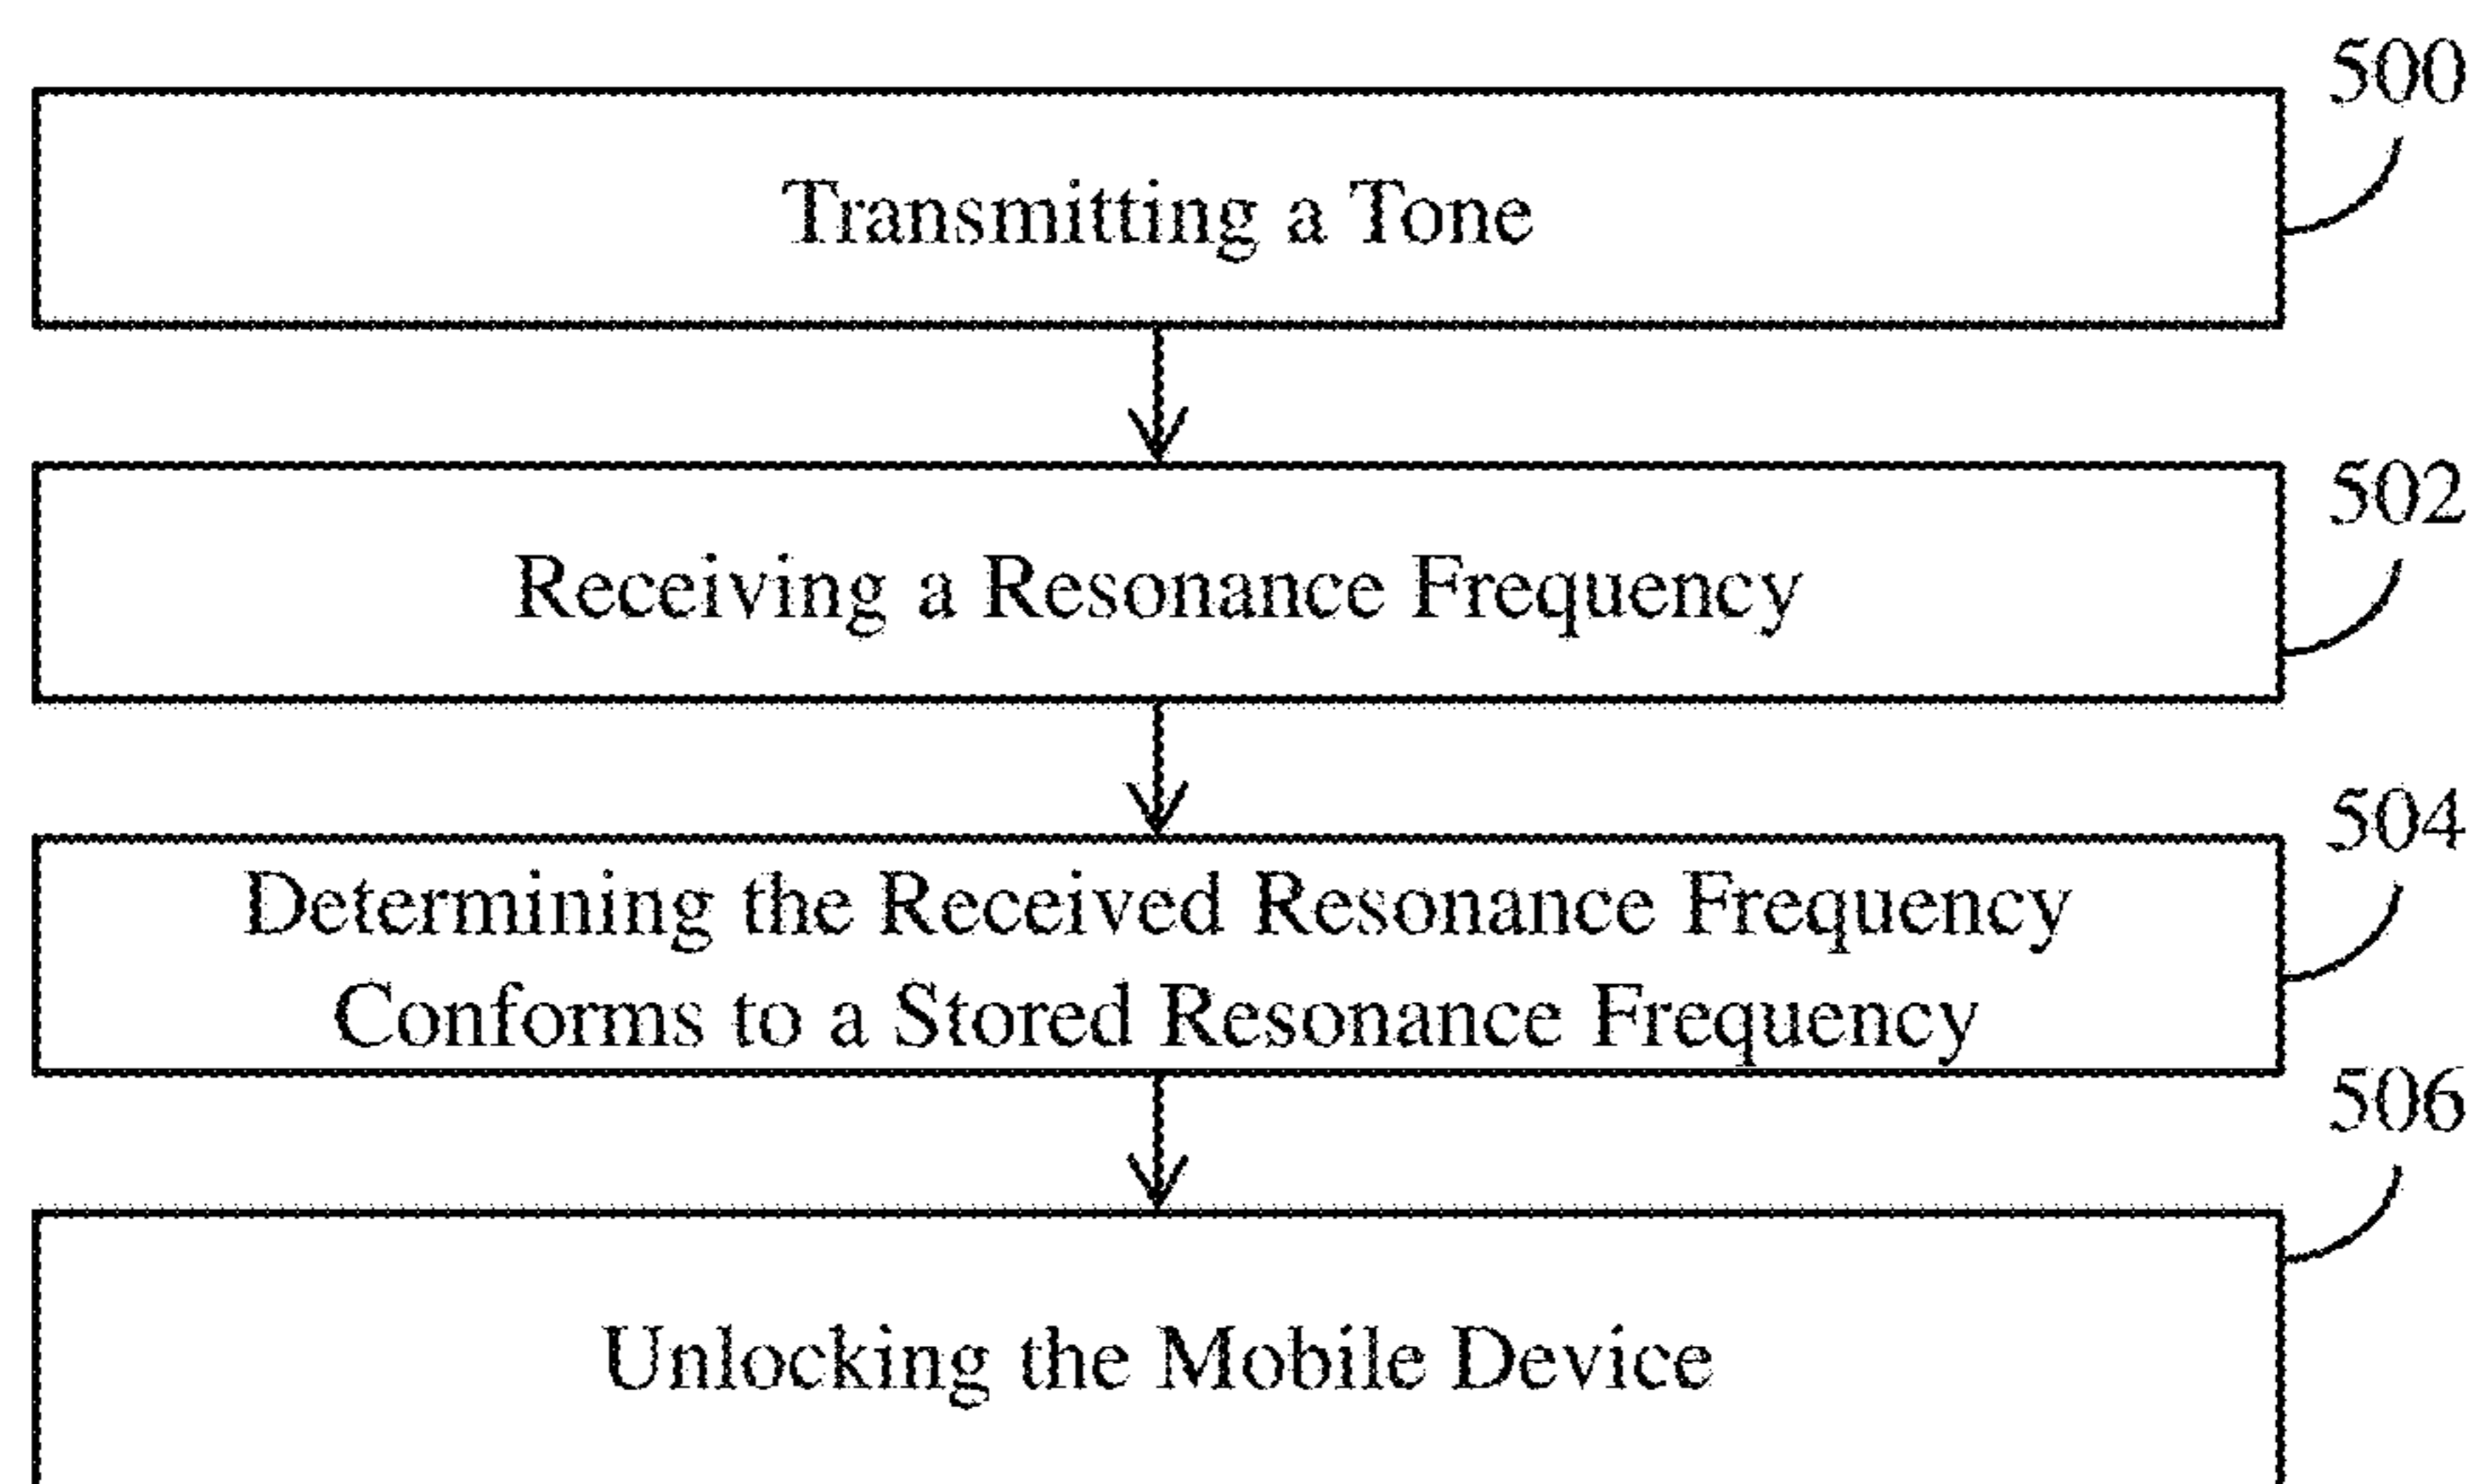 500
Transmitting a Tone
502
Receiving a Resonance Frequency
504
Determining the Received Resonance Frequency
Conforms to a Stored Resonance Frequency
506
Unlocking the Mobile Device